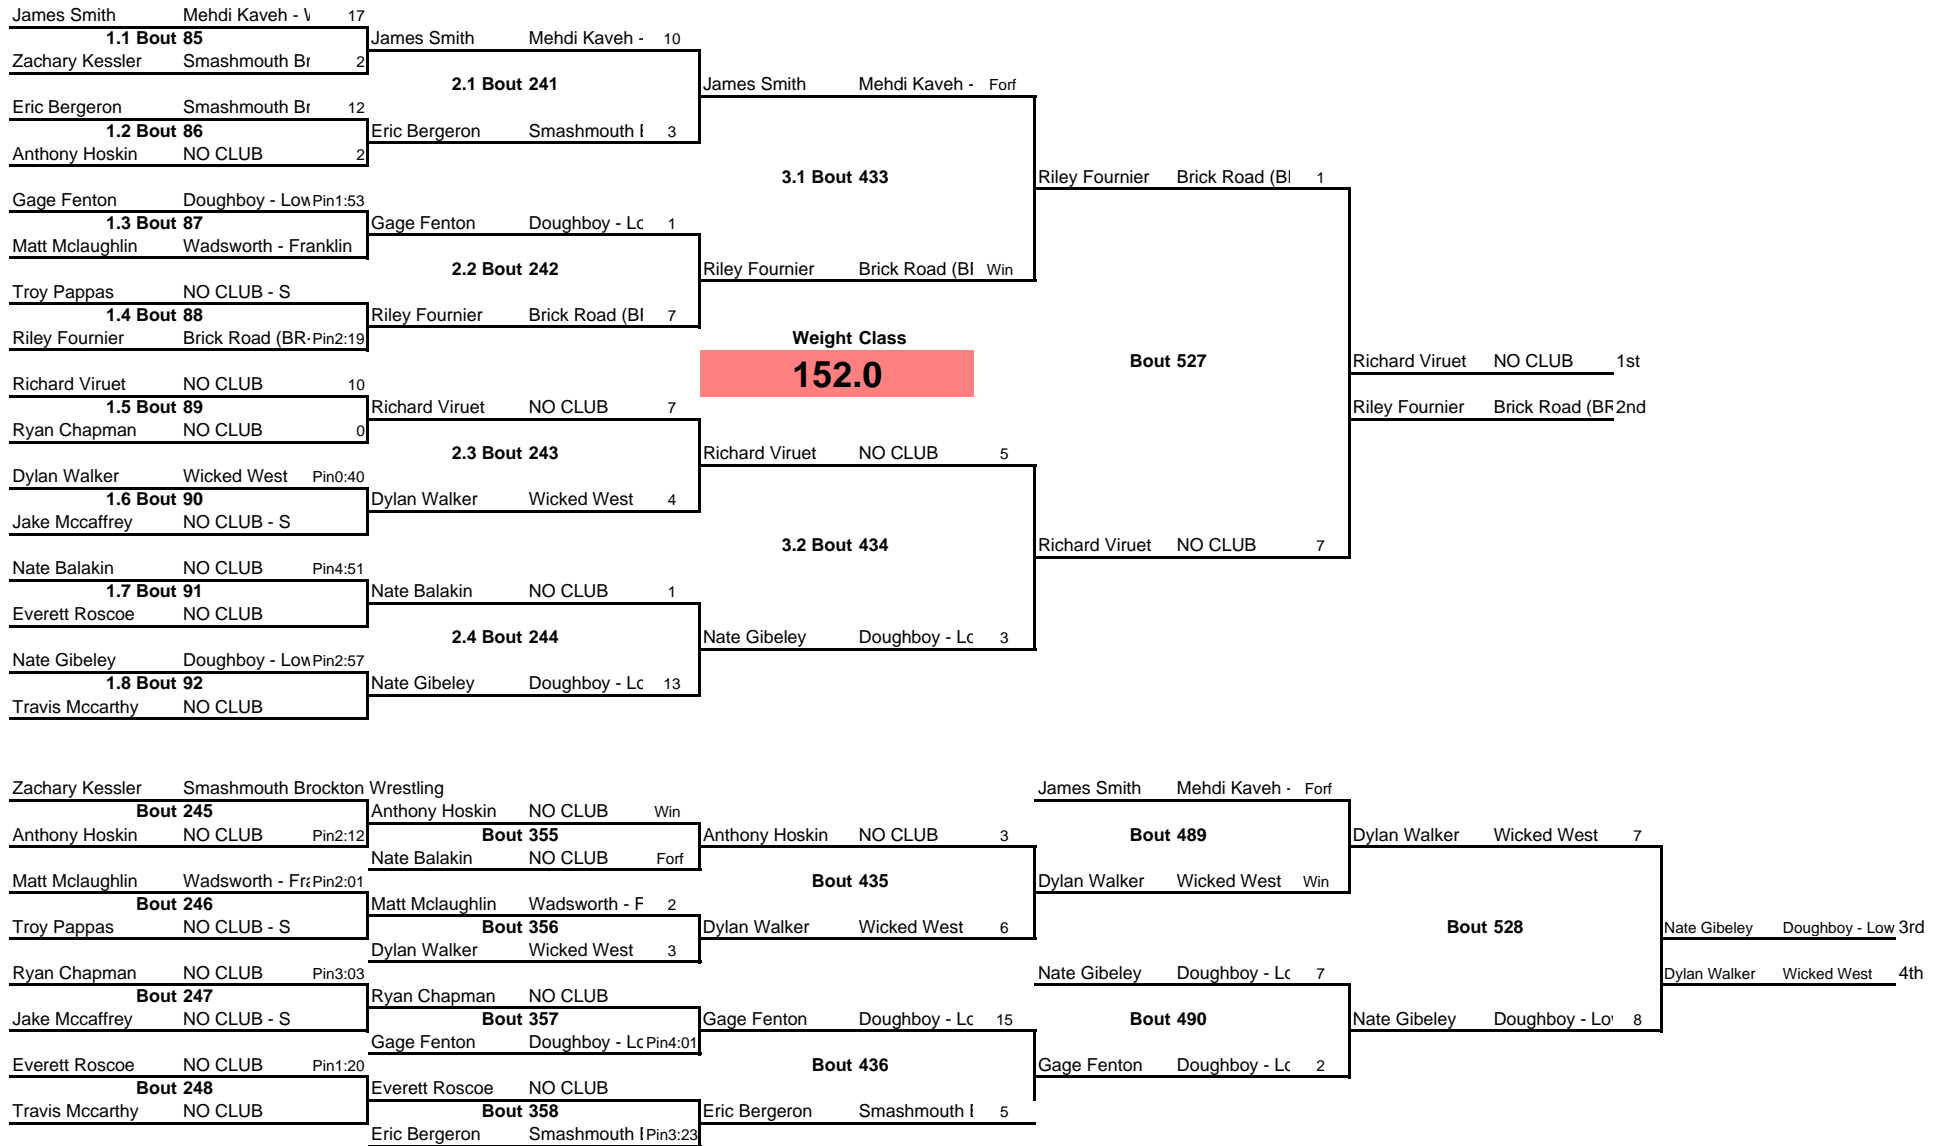 James Smith Mehdi Kaveh - 17
1.1 Bout 85
James Smith Mehdi Kaveh - 10
Zachary Kessler Smashmouth Br 2
2.1 Bout 241
James Smith Mehdi Kaveh - Forf
Eric Bergeron Smashmouth Br 12
1.2 Bout 86
Eric Bergeron Smashmouth 3
Anthony Hoskin NO CLUB 2
3.1 Bout 433
Riley Fournier Brick Road (B 1
Gage Fenton Doughboy - Low Pin1:53
1.3 Bout 87
Gage Fenton Doughboy - Lc 1
Matt Mclaughlin Wadsworth - Franklin
2.2 Bout 242
Riley Fournier Brick Road (B Win
Troy Pappas NO CLUB - S
1.4 Bout 88
Riley Fournier Brick Road (B 7
Riley Fournier Brick Road (BR- Pin2:19
Weight Class
152.0
Bout 527
Richard Viruet NO CLUB 1st
Richard Viruet NO CLUB 10
1.5 Bout 89
Richard Viruet NO CLUB 7
Riley Fournier Brick Road (BR 2nd
Ryan Chapman NO CLUB 0
2.3 Bout 243
Richard Viruet NO CLUB 5
Dylan Walker Wicked West Pin0:40
1.6 Bout 90
Dylan Walker Wicked West 4
Jake Mccaffrey NO CLUB - S
3.2 Bout 434
Richard Viruet NO CLUB 7
Nate Balakin NO CLUB Pin4:51
1.7 Bout 91
Nate Balakin NO CLUB 1
Everett Roscoe NO CLUB
2.4 Bout 244
Nate Gibeley Doughboy - Lc 3
Nate Gibeley Doughboy - Low Pin2:57
1.8 Bout 92
Nate Gibeley Doughboy - Lc 13
Travis Mccarthy NO CLUB
Zachary Kessler Smashmouth Brockton Wrestling
James Smith Mehdi Kaveh - Forf
Bout 245
Anthony Hoskin NO CLUB Win
Anthony Hoskin NO CLUB Pin2:12
Bout 355
Anthony Hoskin NO CLUB 3
Bout 489
Dylan Walker Wicked West 7
Nate Balakin NO CLUB Forf
Matt Mclaughlin Wadsworth - Fra Pin2:01
Bout 435
Dylan Walker Wicked West Win
Bout 246
Matt Mclaughlin Wadsworth - F 2
Troy Pappas NO CLUB - S
Bout 356
Dylan Walker Wicked West 6
Bout 528
Nate Gibeley Doughboy - Low 3rd
Dylan Walker Wicked West 3
Ryan Chapman NO CLUB Pin3:03
Nate Gibeley Doughboy - Lc 7
Dylan Walker Wicked West 4th
Bout 247
Ryan Chapman NO CLUB
Jake Mccaffrey NO CLUB - S
Bout 357
Gage Fenton Doughboy - Lc 15
Bout 490
Nate Gibeley Doughboy - Lo 8
Gage Fenton Doughboy - Lc Pin4:01
Everett Roscoe NO CLUB Pin1:20
Bout 436
Gage Fenton Doughboy - Lc 2
Bout 248
Everett Roscoe NO CLUB
Travis Mccarthy NO CLUB
Bout 358
Eric Bergeron Smashmouth 5
Eric Bergeron Smashmouth Pin3:23